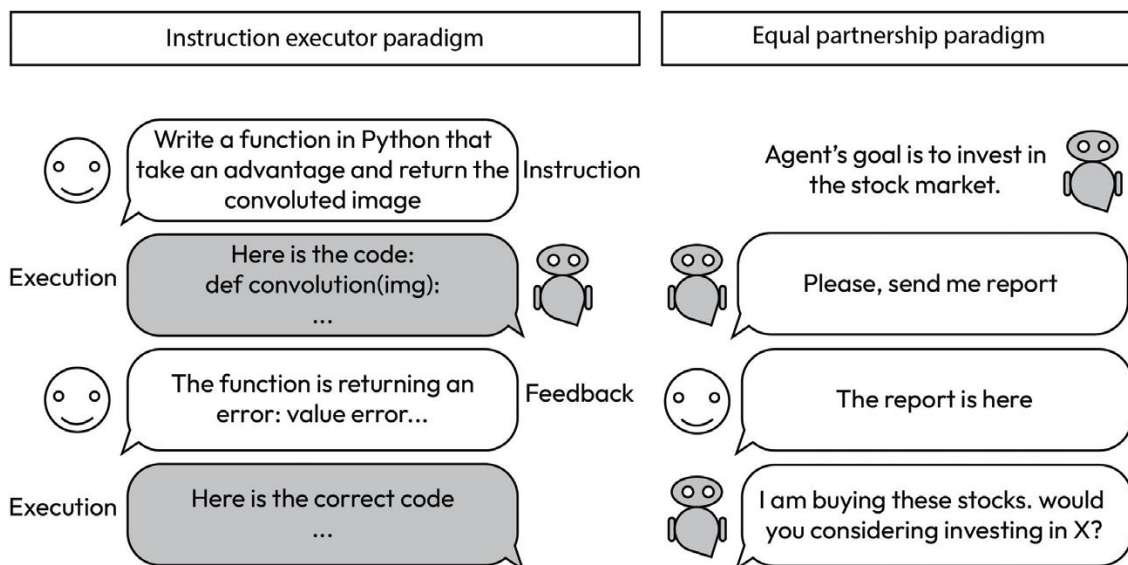 Instruction executor paradigm
Write a function in Python that
take an advantage and return the
convoluted image
Instruction
Execution
Here is the code:
def convolution(img):
...
The function is returning an
error: value error...
Feedback
Execution
Here is the correct code
...
Equal partnership paradigm
Agent's goal is to invest in
the stock market.
Please, send me report
The report is here
I am buying these stocks. would
you considering investing in X?